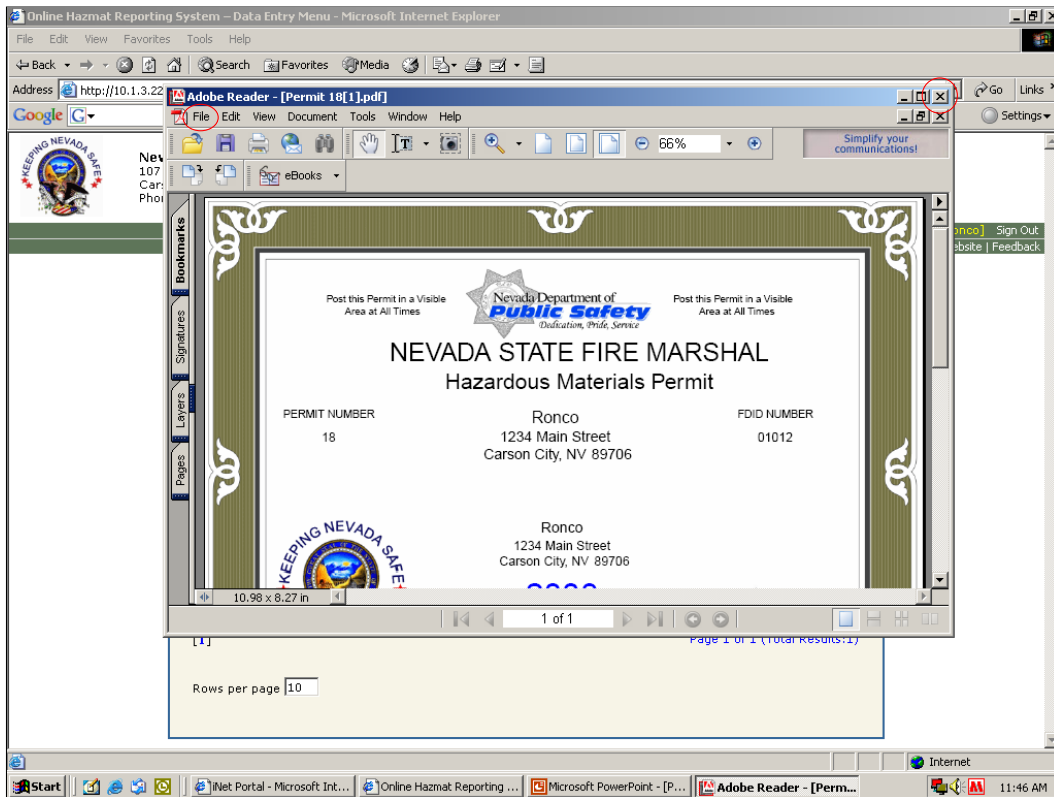 Online Hazmat Reporting System – Data Entry Menu - Microsoft Internet Explorer
File Edit View Favorites Tools Help
Back Search Favorites Media
Address http://10.1.3.22 Go Links
Google G Settings
KEEPING NEVADA SAFE
107
Phon
Sign Out
| Feedback
Adobe Reader - [Permit 18[1].pdf]
File Edit View Document Tools Window Help
66%
Simplify your
communications!
eBooks
Bookmarks
Signatures
Layers
Pages
Post this Permit in a Visible
Area at All Times
Nevada Department of
Public Safety
Dedication, Pride, Service
Post this Permit in a Visible
Area at All Times
NEVADA STATE FIRE MARSHAL
Hazardous Materials Permit
PERMIT NUMBER
18
Ronco
1234 Main Street
Carson City, NV 89706
FDID NUMBER
01012
KEEPING NEVADA SAFE
Ronco
1234 Main Street
Carson City, NV 89706
10.98 x 8.27 in
1 of 1
[1] Page 1 of 1 (Total Results:1)
Rows per page 10
Internet
Start iNet Portal - Microsoft Int... Online Hazmat Reporting ... Microsoft PowerPoint - [P... Adobe Reader - [Perm... 11:46 AM